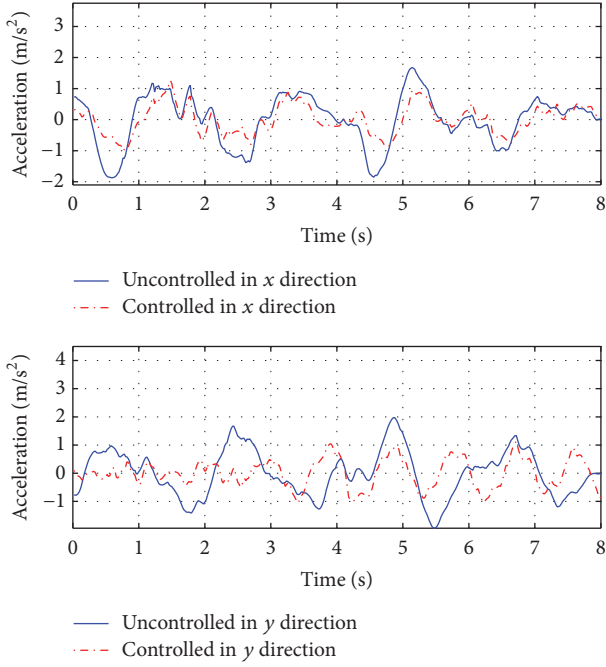 Acceleration (m/s²)
3
2
1
0
−1
−2
0 1 2 3 4 5 6 7 8
Time (s)
Uncontrolled in x direction
Controlled in x direction
Acceleration (m/s²)
4
3
2
1
0
−1
0 1 2 3 4 5 6 7 8
Time (s)
Uncontrolled in y direction
Controlled in y direction